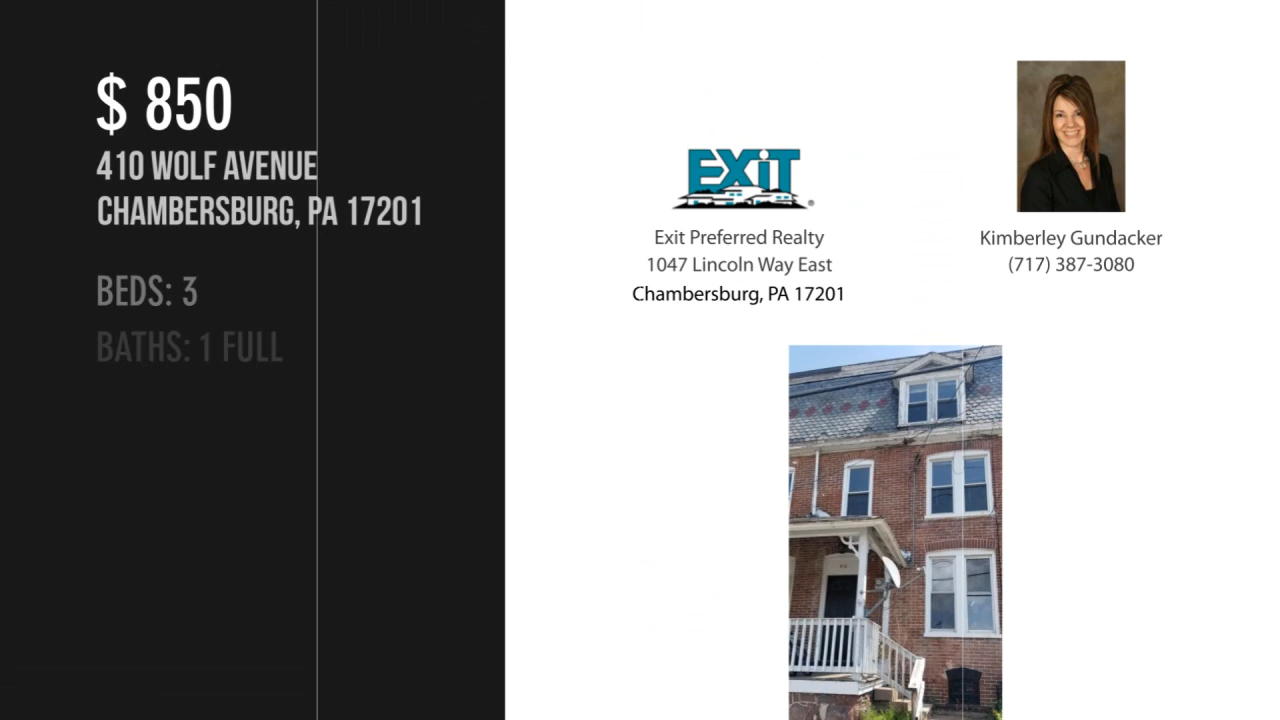 $ 850
410 WOLF AVENUE
CHAMBERSBURG, PA 17201
BEDS: 3
BATHS: 1 FULL
EXiT
Exit Preferred Realty
1047 Lincoln Way East
Chambersburg, PA 17201
Kimberley Gundacker
(717) 387-3080